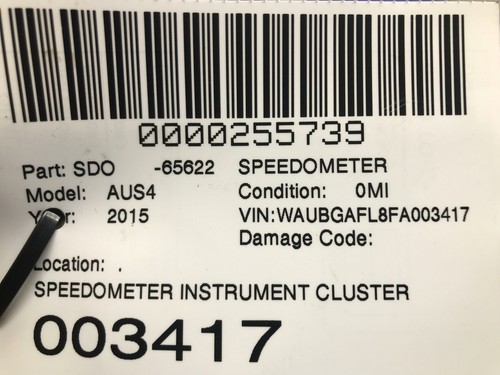 0000255739
Part: SDO -65622 SPEEDOMETER
Model: AUS4 Condition: 0MI
2015 VIN:WAUBGAFL8FA003417
Damage Code:
Location: .
SPEEDOMETER INSTRUMENT CLUSTER
003417